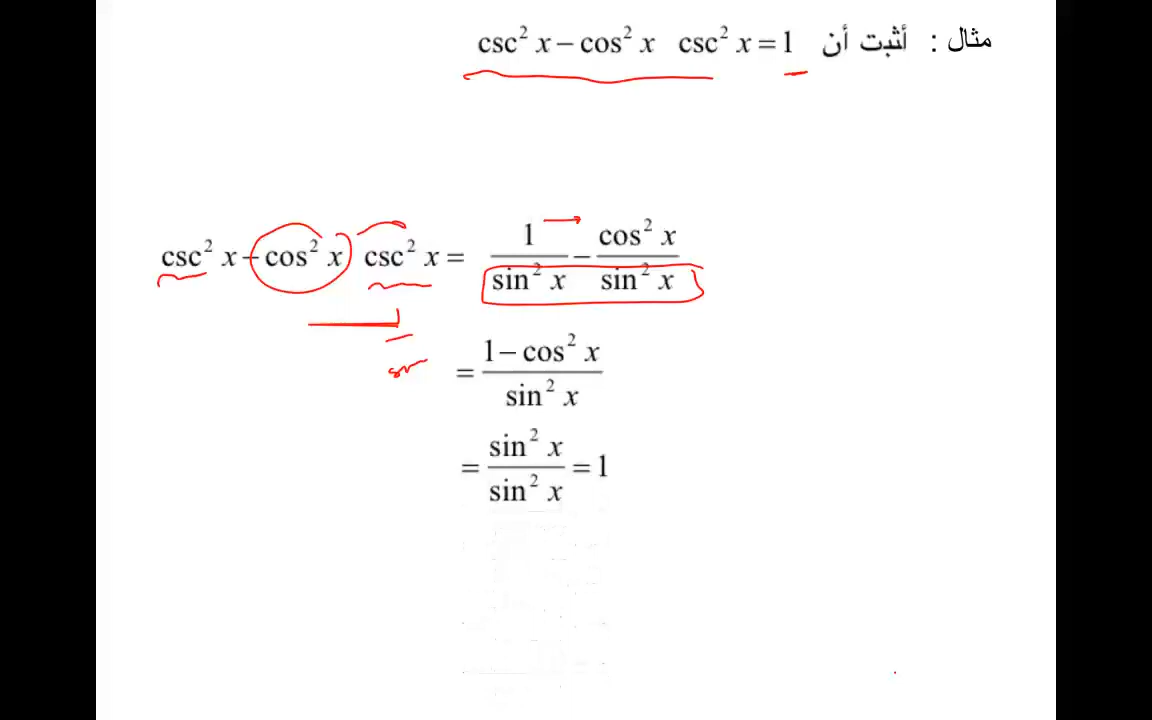 مثال : أثبت أن csc² x − cos² x csc² x = 1
csc² x − cos² x csc² x = 1/sin² x − cos² x/sin² x
= (1 − cos² x)/sin² x
= sin² x/sin² x = 1